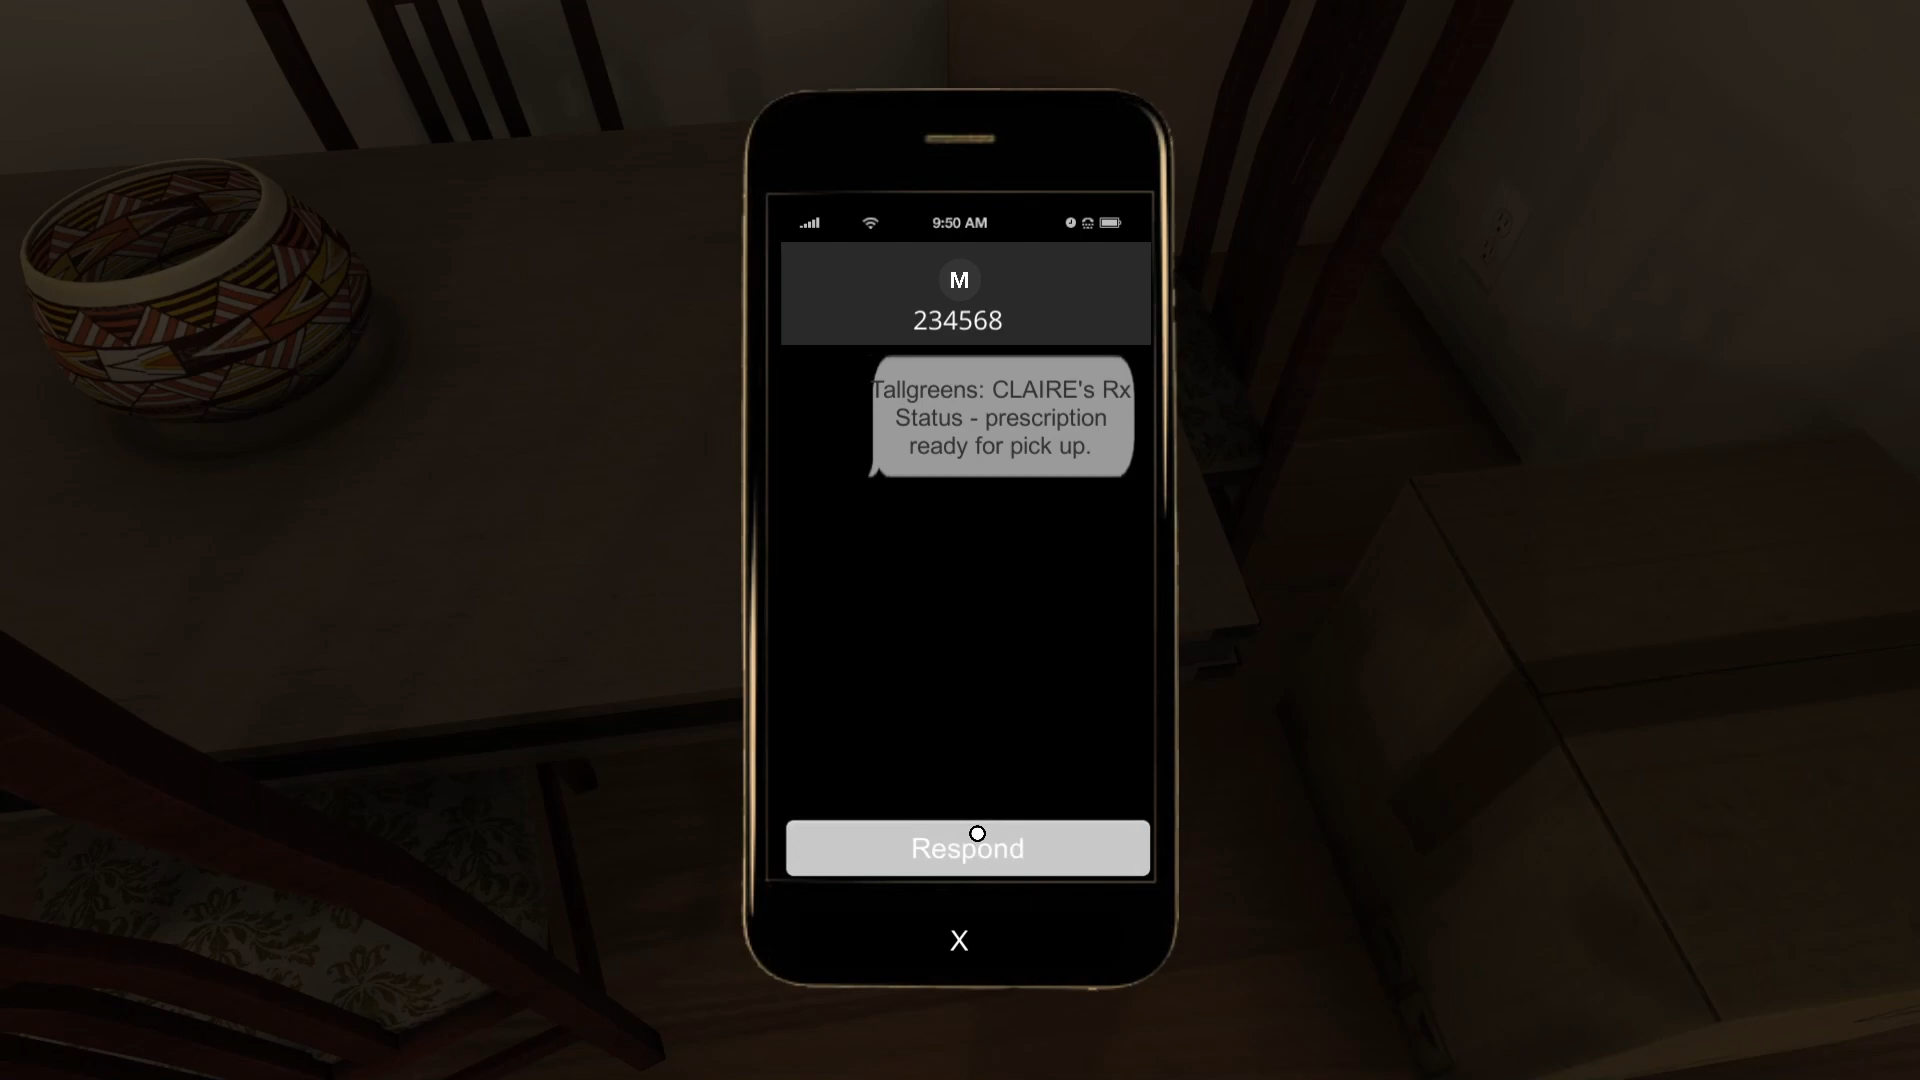 9:50 AM
M
234568
Tallgreens: CLAIRE's Rx
Status - prescription
ready for pick up.
Respond
X